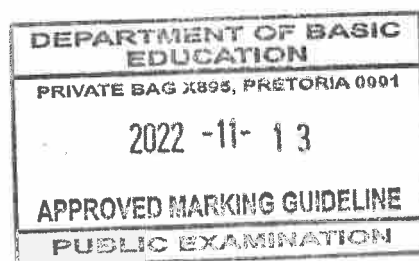 DEPARTMENT OF BASIC
EDUCATION
PRIVATE BAG X895, PRETORIA 0001
2022 -11- 13
APPROVED MARKING GUIDELINE
PUBLIC EXAMINATION